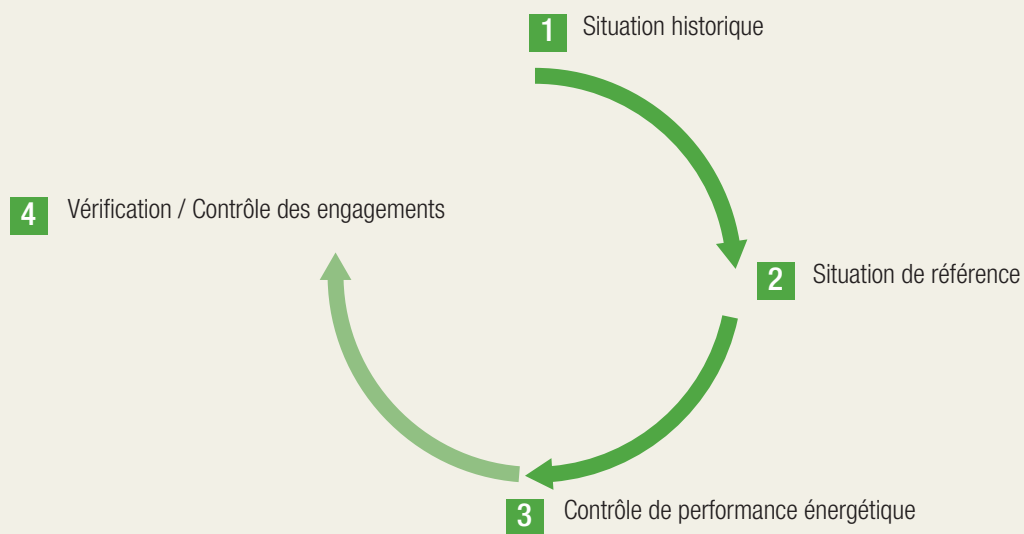 1 Situation historique
4 Vérification / Contrôle des engagements
2 Situation de référence
3 Contrôle de performance énergétique